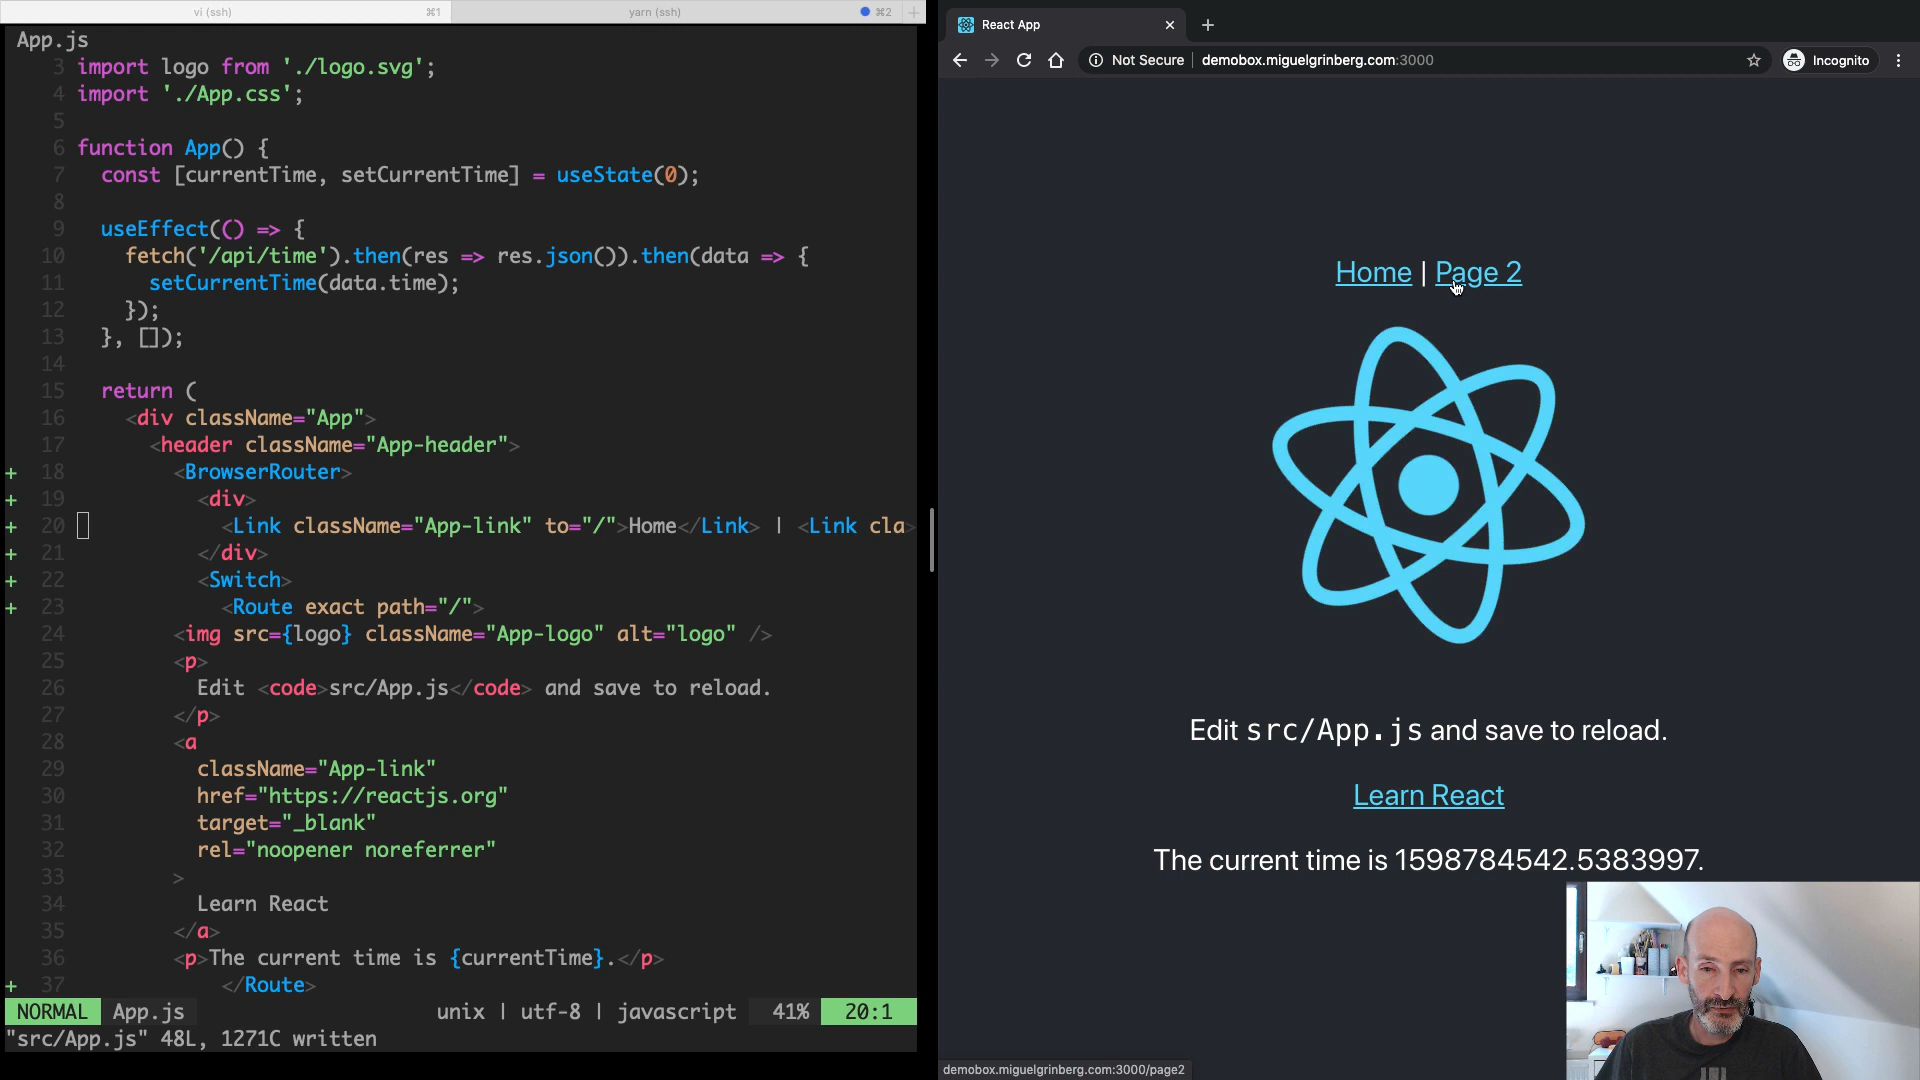 vi (ssh) ⌘1 yarn (ssh) ⌘2 +
App.js
3 import logo from './logo.svg';
4 import './App.css';
5
6 function App() {
7 const [currentTime, setCurrentTime] = useState(0);
8
9 useEffect(() => {
10 fetch('/api/time').then(res => res.json()).then(data => {
11 setCurrentTime(data.time);
12 });
13 }, []);
14
15 return (
16 <div className="App">
17 <header className="App-header">
+ 18 <BrowserRouter>
+ 19 <div>
+ 20 <Link className="App-link" to="/">Home</Link> | <Link cla>
+ 21 </div>
+ 22 <Switch>
+ 23 <Route exact path="/">
24 <img src={logo} className="App-logo" alt="logo" />
25 <p>
26 Edit <code>src/App.js</code> and save to reload.
27 </p>
28 <a
29 className="App-link"
30 href="https://reactjs.org"
31 target="_blank"
32 rel="noopener noreferrer"
33 >
34 Learn React
35 </a>
36 <p>The current time is {currentTime}.</p>
+ 37 </Route>
NORMAL App.js unix | utf-8 | javascript 41% 20:1
"src/App.js" 48L, 1271C written
React App
Not Secure | demobox.miguelgrinberg.com:3000 Incognito
Home | Page 2
Edit src/App.js and save to reload.
Learn React
The current time is 1598784542.5383997.
demobox.miguelgrinberg.com:3000/page2